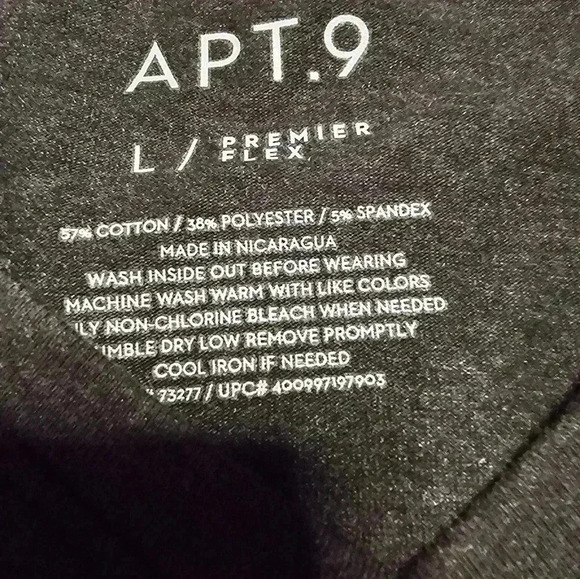 APT.9
L / PREMIER FLEX
57% COTTON / 38% POLYESTER / 5% SPANDEX
MADE IN NICARAGUA
WASH INSIDE OUT BEFORE WEARING
MACHINE WASH WARM WITH LIKE COLORS
NON-CHLORINE BLEACH WHEN NEEDED
DRY LOW REMOVE PROMPTLY
COOL IRON IF NEEDED
73277 / UPC# 400997197903